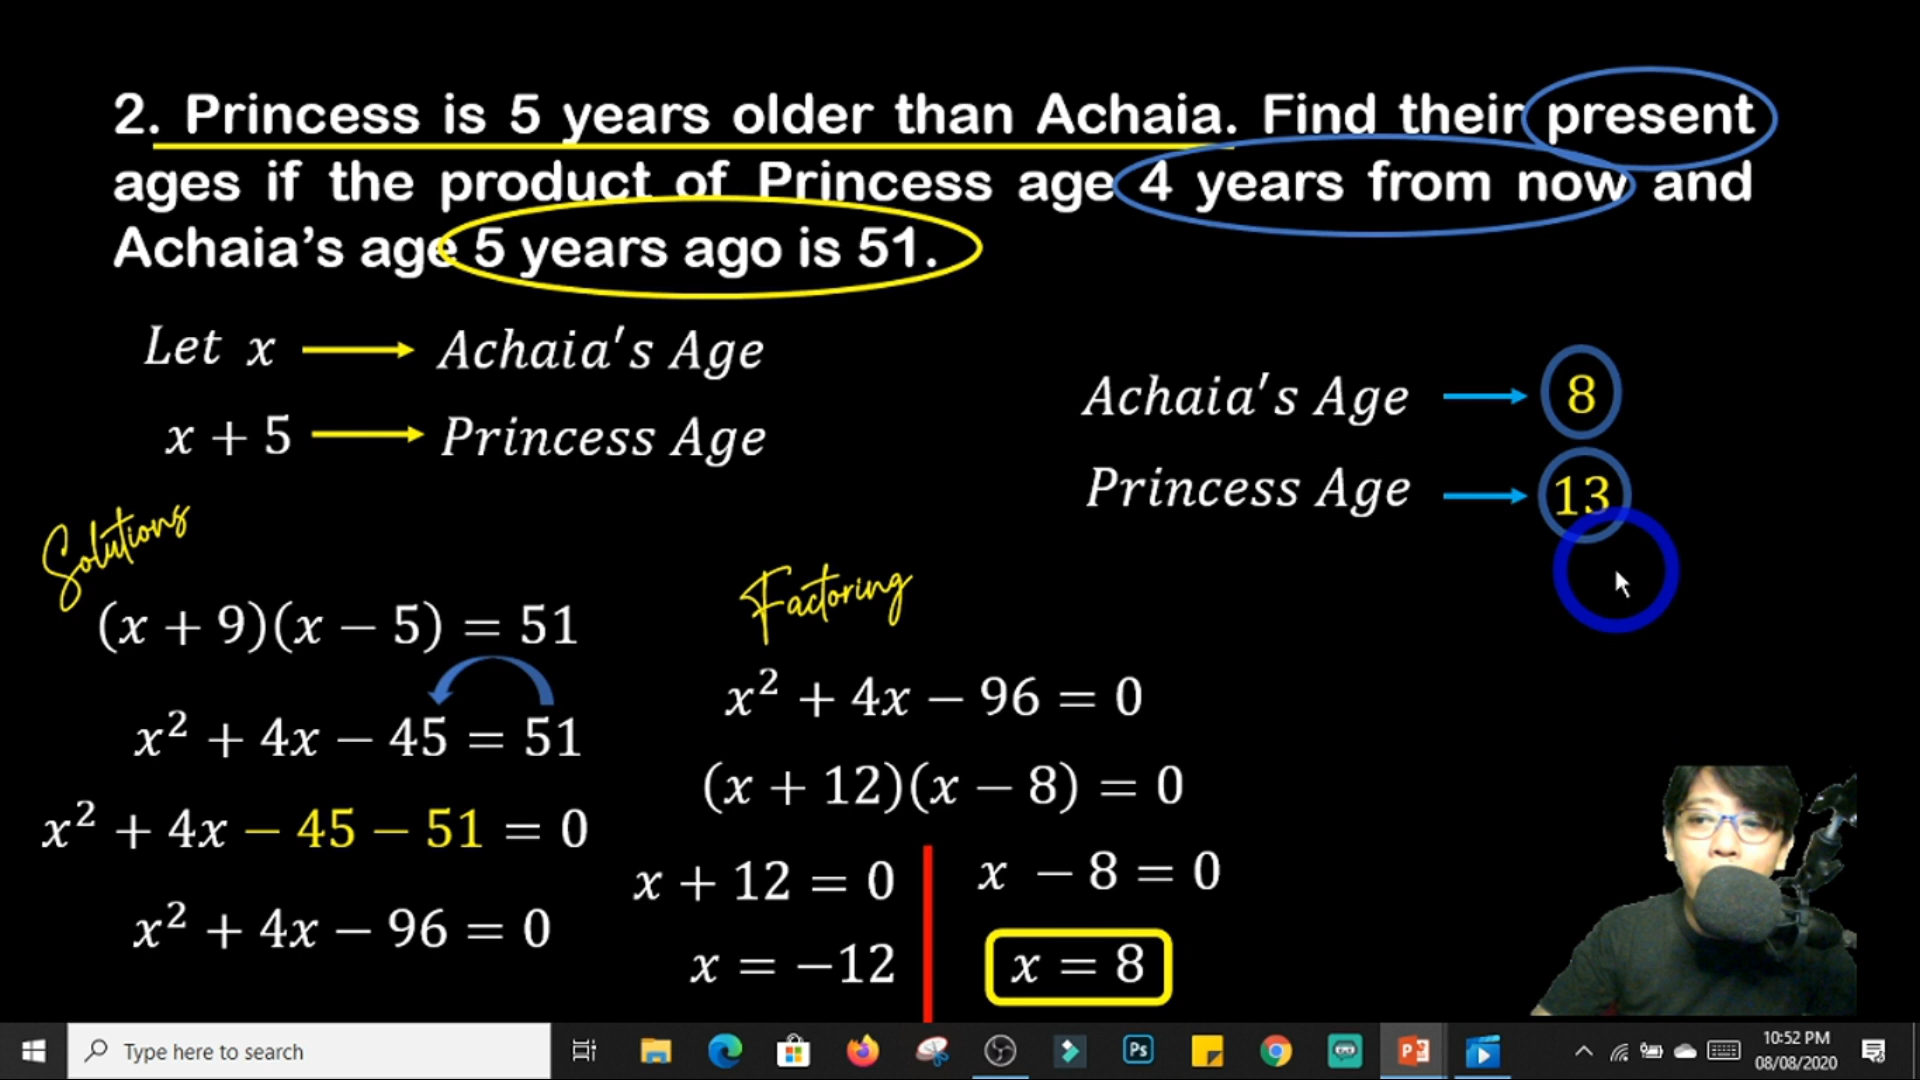 2. Princess is 5 years older than Achaia. Find their present
ages if the product of Princess age 4 years from now and
Achaia's age 5 years ago is 51.
Let x Achaia's Age
x + 5 Princess Age
Achaia's Age 8
Princess Age 13
Solutions
(x + 9)(x − 5) = 51
x² + 4x − 45 = 51
x² + 4x − 45 − 51 = 0
x² + 4x − 96 = 0
Factoring
x² + 4x − 96 = 0
(x + 12)(x − 8) = 0
x + 12 = 0
x = −12
x − 8 = 0
x = 8
Type here to search
Ps
10:52 PM
08/08/2020